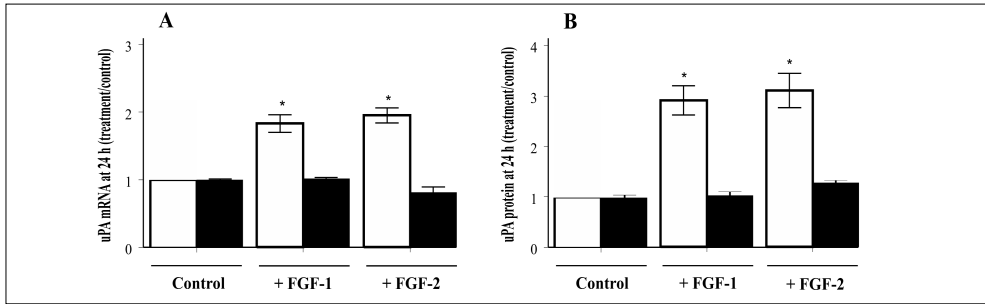 A
uPA mRNA at 24 h (treatment/control)
3
2
1
0
*
*
Control
+ FGF-1
+ FGF-2
B
uPA protein at 24 h (treatment/control)
4
3
2
1
0
*
*
Control
+ FGF-1
+ FGF-2